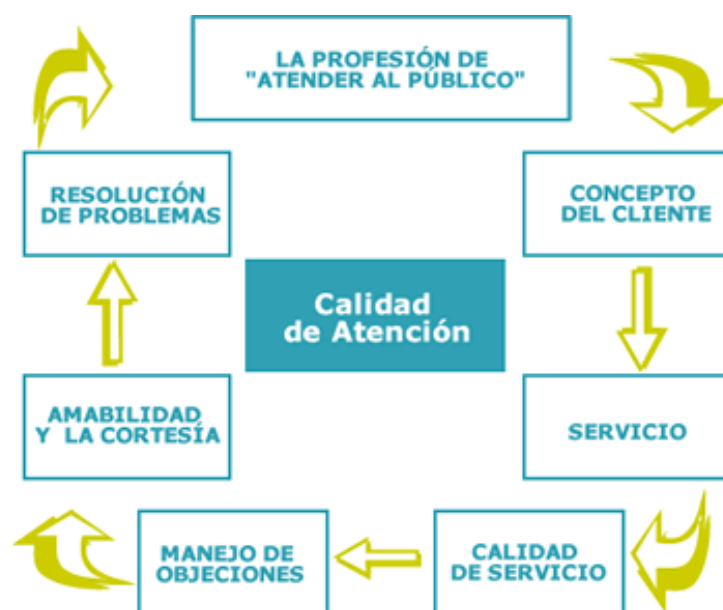 LA PROFESIÓN DE
"ATENDER AL PÚBLICO"
RESOLUCIÓN
DE PROBLEMAS
CONCEPTO
DEL CLIENTE
Calidad
de Atención
AMABILIDAD
Y LA CORTESÍA
SERVICIO
MANEJO DE
OBJECIONES
CALIDAD
DE SERVICIO